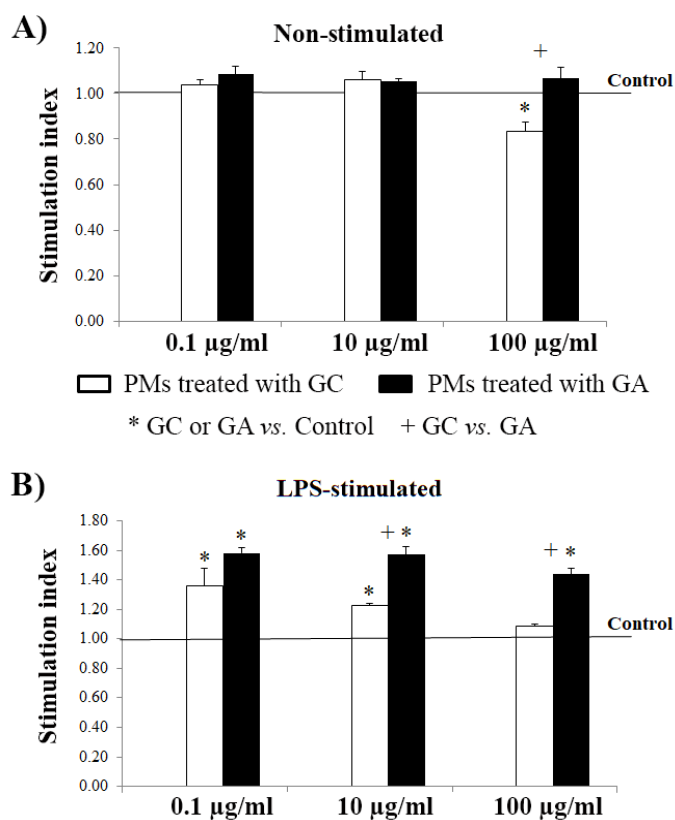 A)
Non-stimulated
Stimulation index
1.20
1.00
0.80
0.60
0.40
0.20
0.00
+
Control
*
0.1 µg/ml 10 µg/ml 100 µg/ml
PMs treated with GC PMs treated with GA
* GC or GA vs. Control + GC vs. GA
B)
LPS-stimulated
Stimulation index
1.80
1.60
1.40
1.20
1.00
0.80
0.60
0.40
0.20
0.00
* * + * + *
*
Control
0.1 µg/ml 10 µg/ml 100 µg/ml